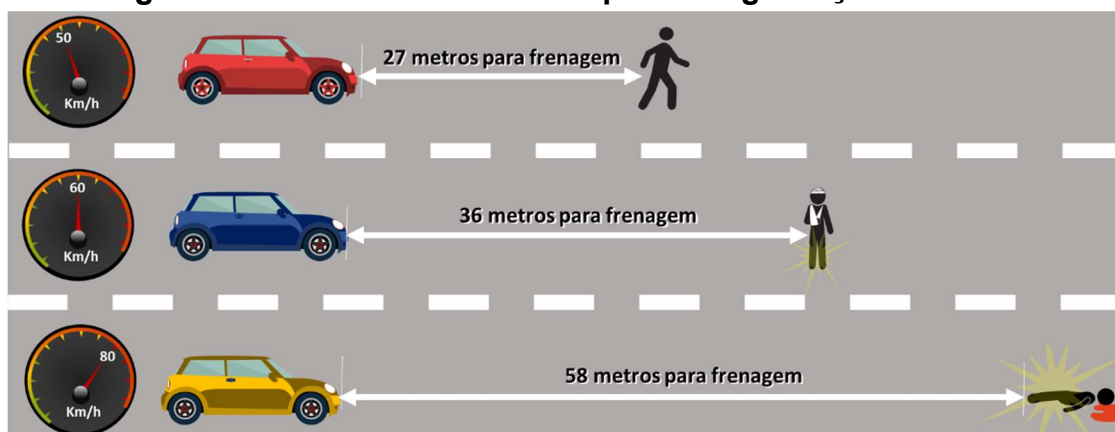 50
Km/h
27 metros para frenagem
60
Km/h
36 metros para frenagem
80
Km/h
58 metros para frenagem